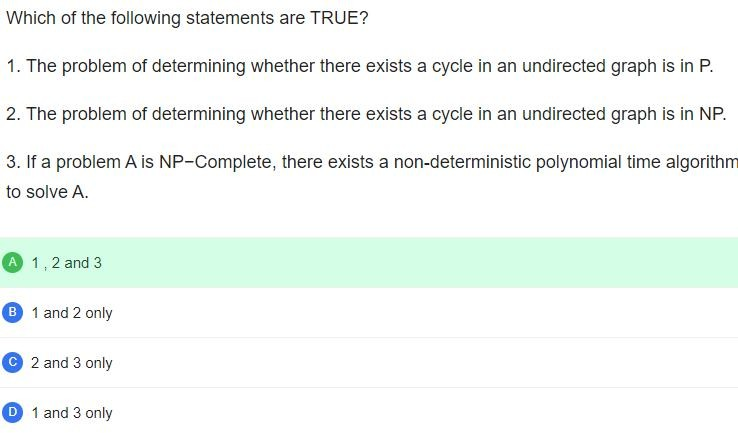 Which of the following statements are TRUE?
1. The problem of determining whether there exists a cycle in an undirected graph is in P.
2. The problem of determining whether there exists a cycle in an undirected graph is in NP.
3. If a problem A is NP−Complete, there exists a non-deterministic polynomial time algorithm
to solve A.
A 1 , 2 and 3
B 1 and 2 only
C 2 and 3 only
D 1 and 3 only